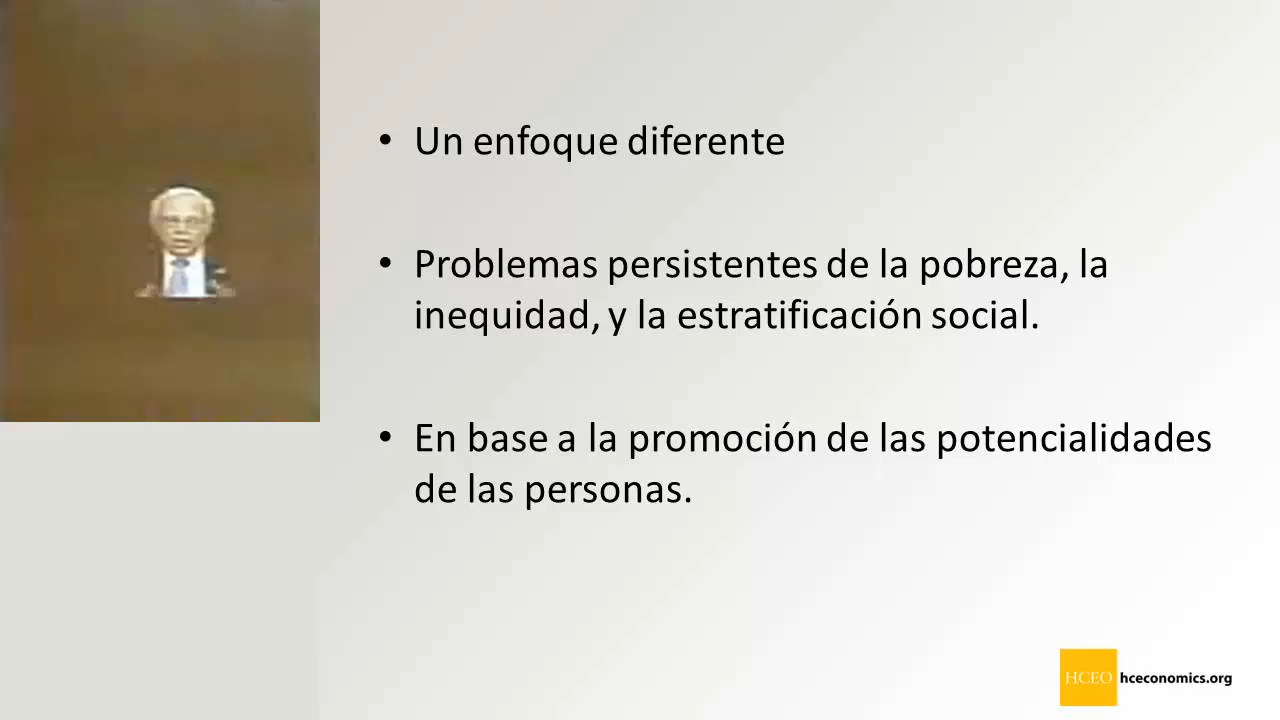 • Un enfoque diferente
• Problemas persistentes de la pobreza, la
inequidad, y la estratificación social.
• En base a la promoción de las potencialidades
de las personas.
HCEO hceconomics.org